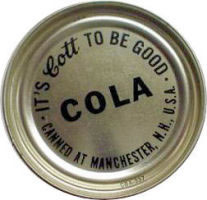 · IT'S Cott TO BE GOOD ·
COLA
CANNED AT MANCHESTER, N.H., U.S.A.